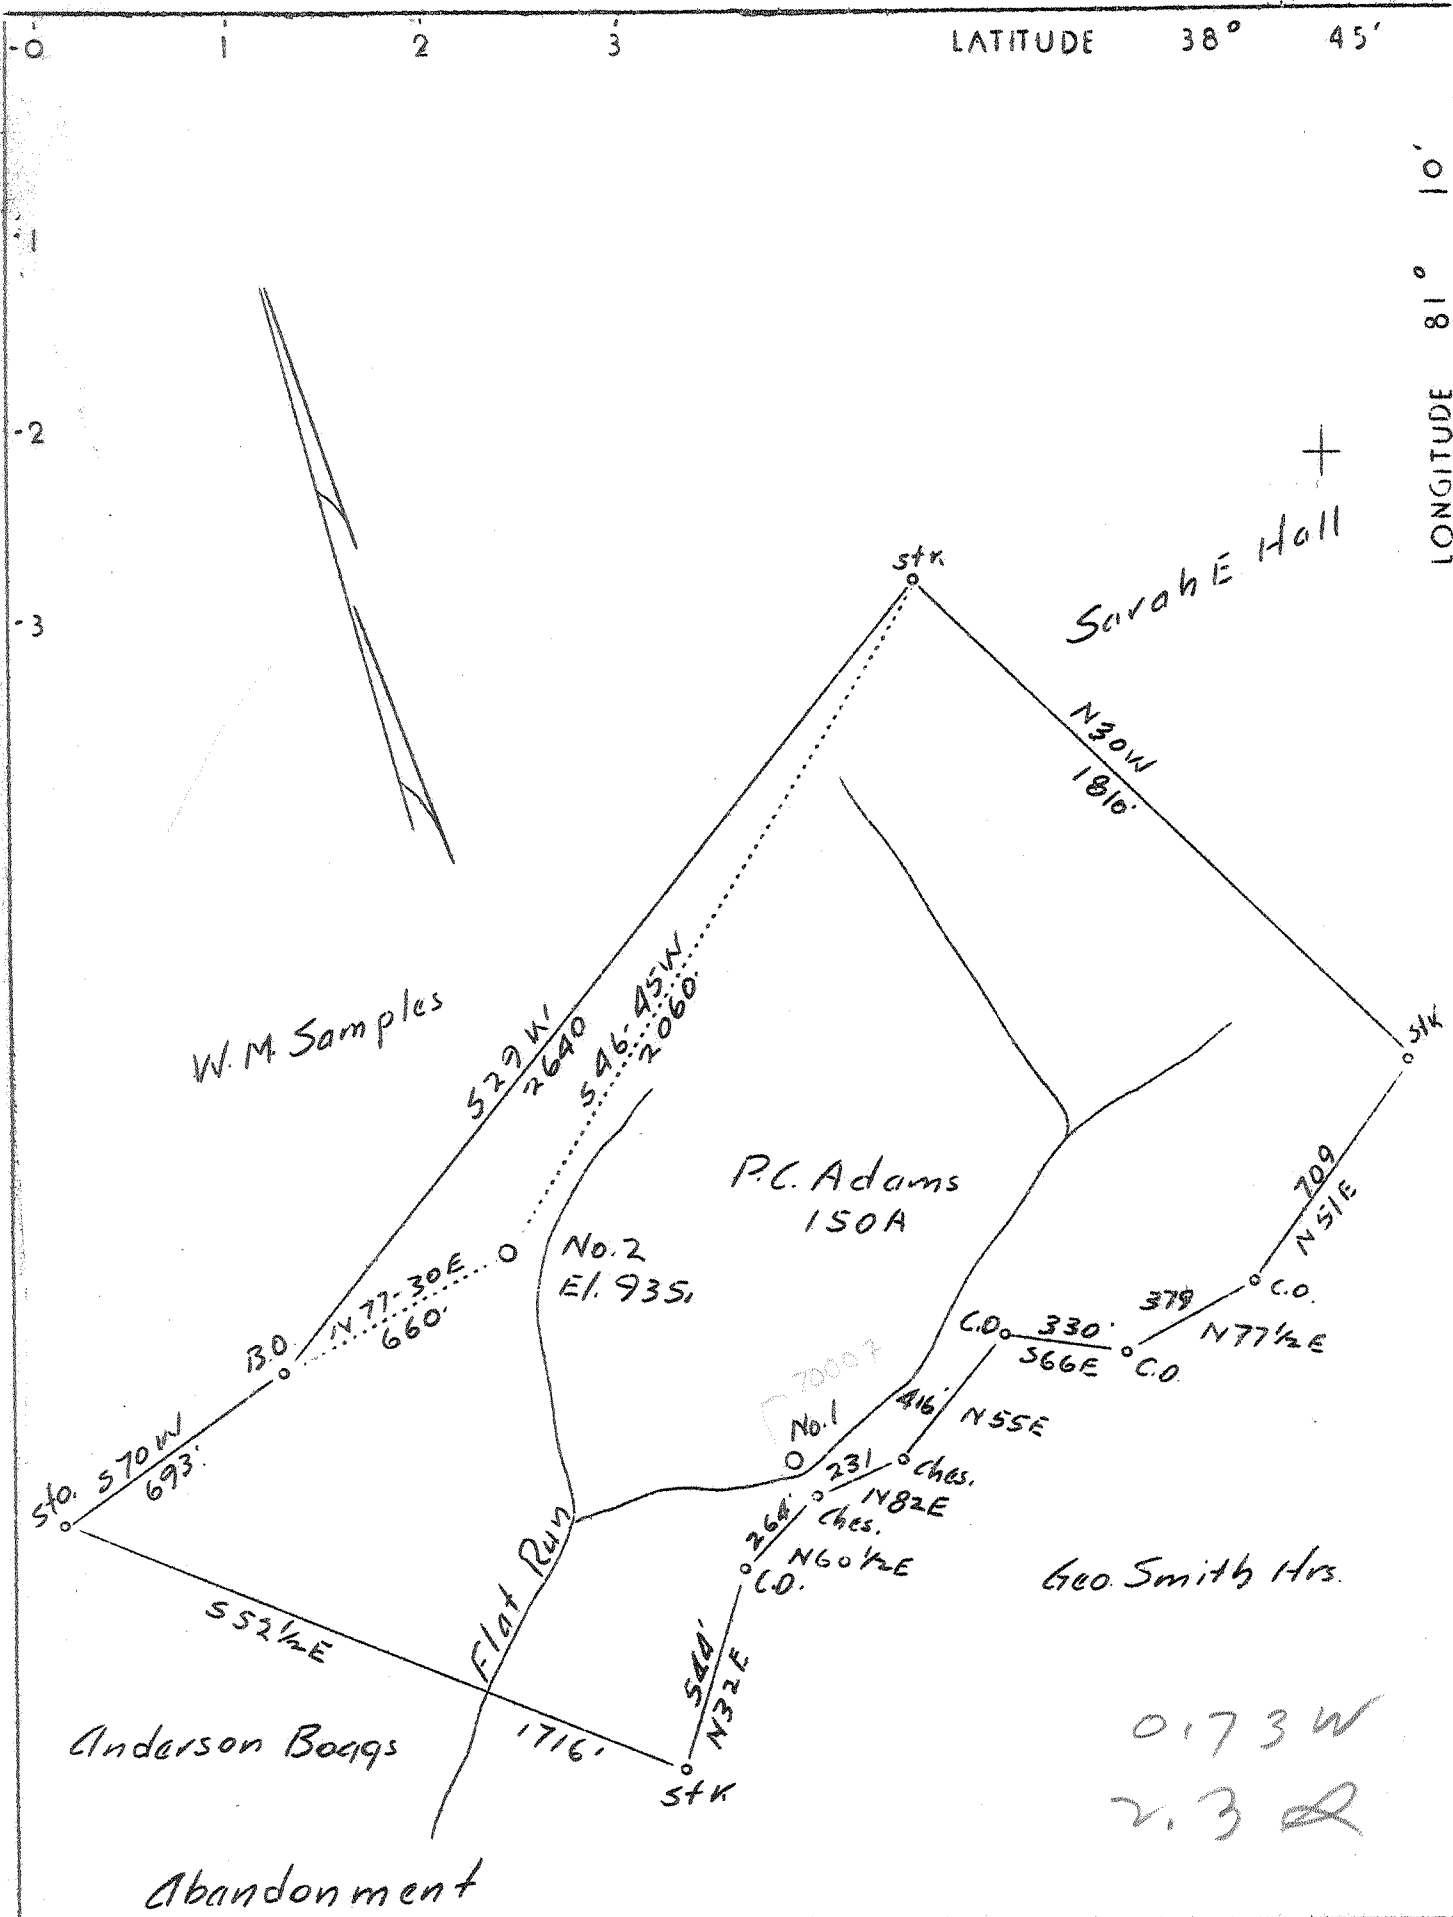 -0 1 2 3 LATITUDE 38° 45'
LONGITUDE 81° 10'
-1
-2
-3
stk
Sarah E Hall
N30W
1810'
W.M. Samples
S29W
2640
S46-45W
2060'
stk
P.C. Adams
150A
709
N51E
No.2
El. 935.
N77-30E
660'
B.O.
C.O.
379
N77½E
C.O. 330'
S66E C.O.
70007
No.1
416'
N55E
S70W
693'
Sto.
231 Ches.
N82E
Ches.
264'
N60½E
C.O.
Flat Run
Geo. Smith Hrs.
S52½E
1716'
544'
N32E
stk
Anderson Boggs
0.73 W
2.3 S
Abandonment